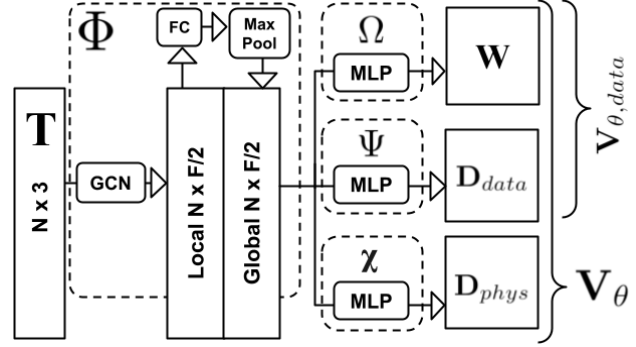 Φ
FC
Max
Pool
T
N x 3
GCN
Local N x F/2
Global N x F/2
Ω
MLP
W
Ψ
MLP
D_data
χ
MLP
D_phys
V_θ,data
V_θ